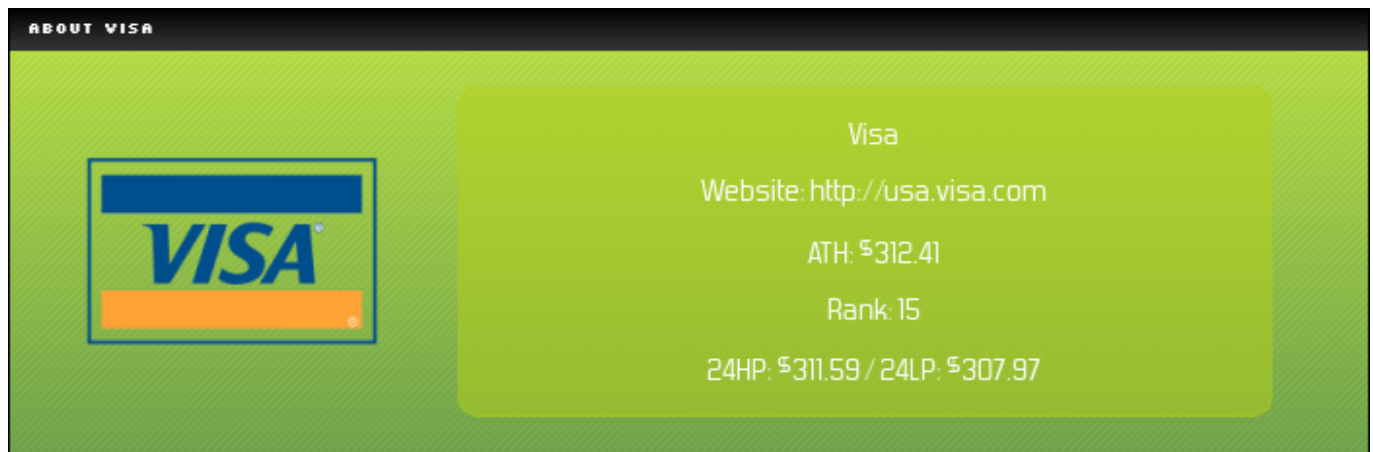 ABOUT VISA
VISA
®
Visa
Website: http://usa.visa.com
ATH: $312.41
Rank: 15
24HP: $311.59 / 24LP: $307.97